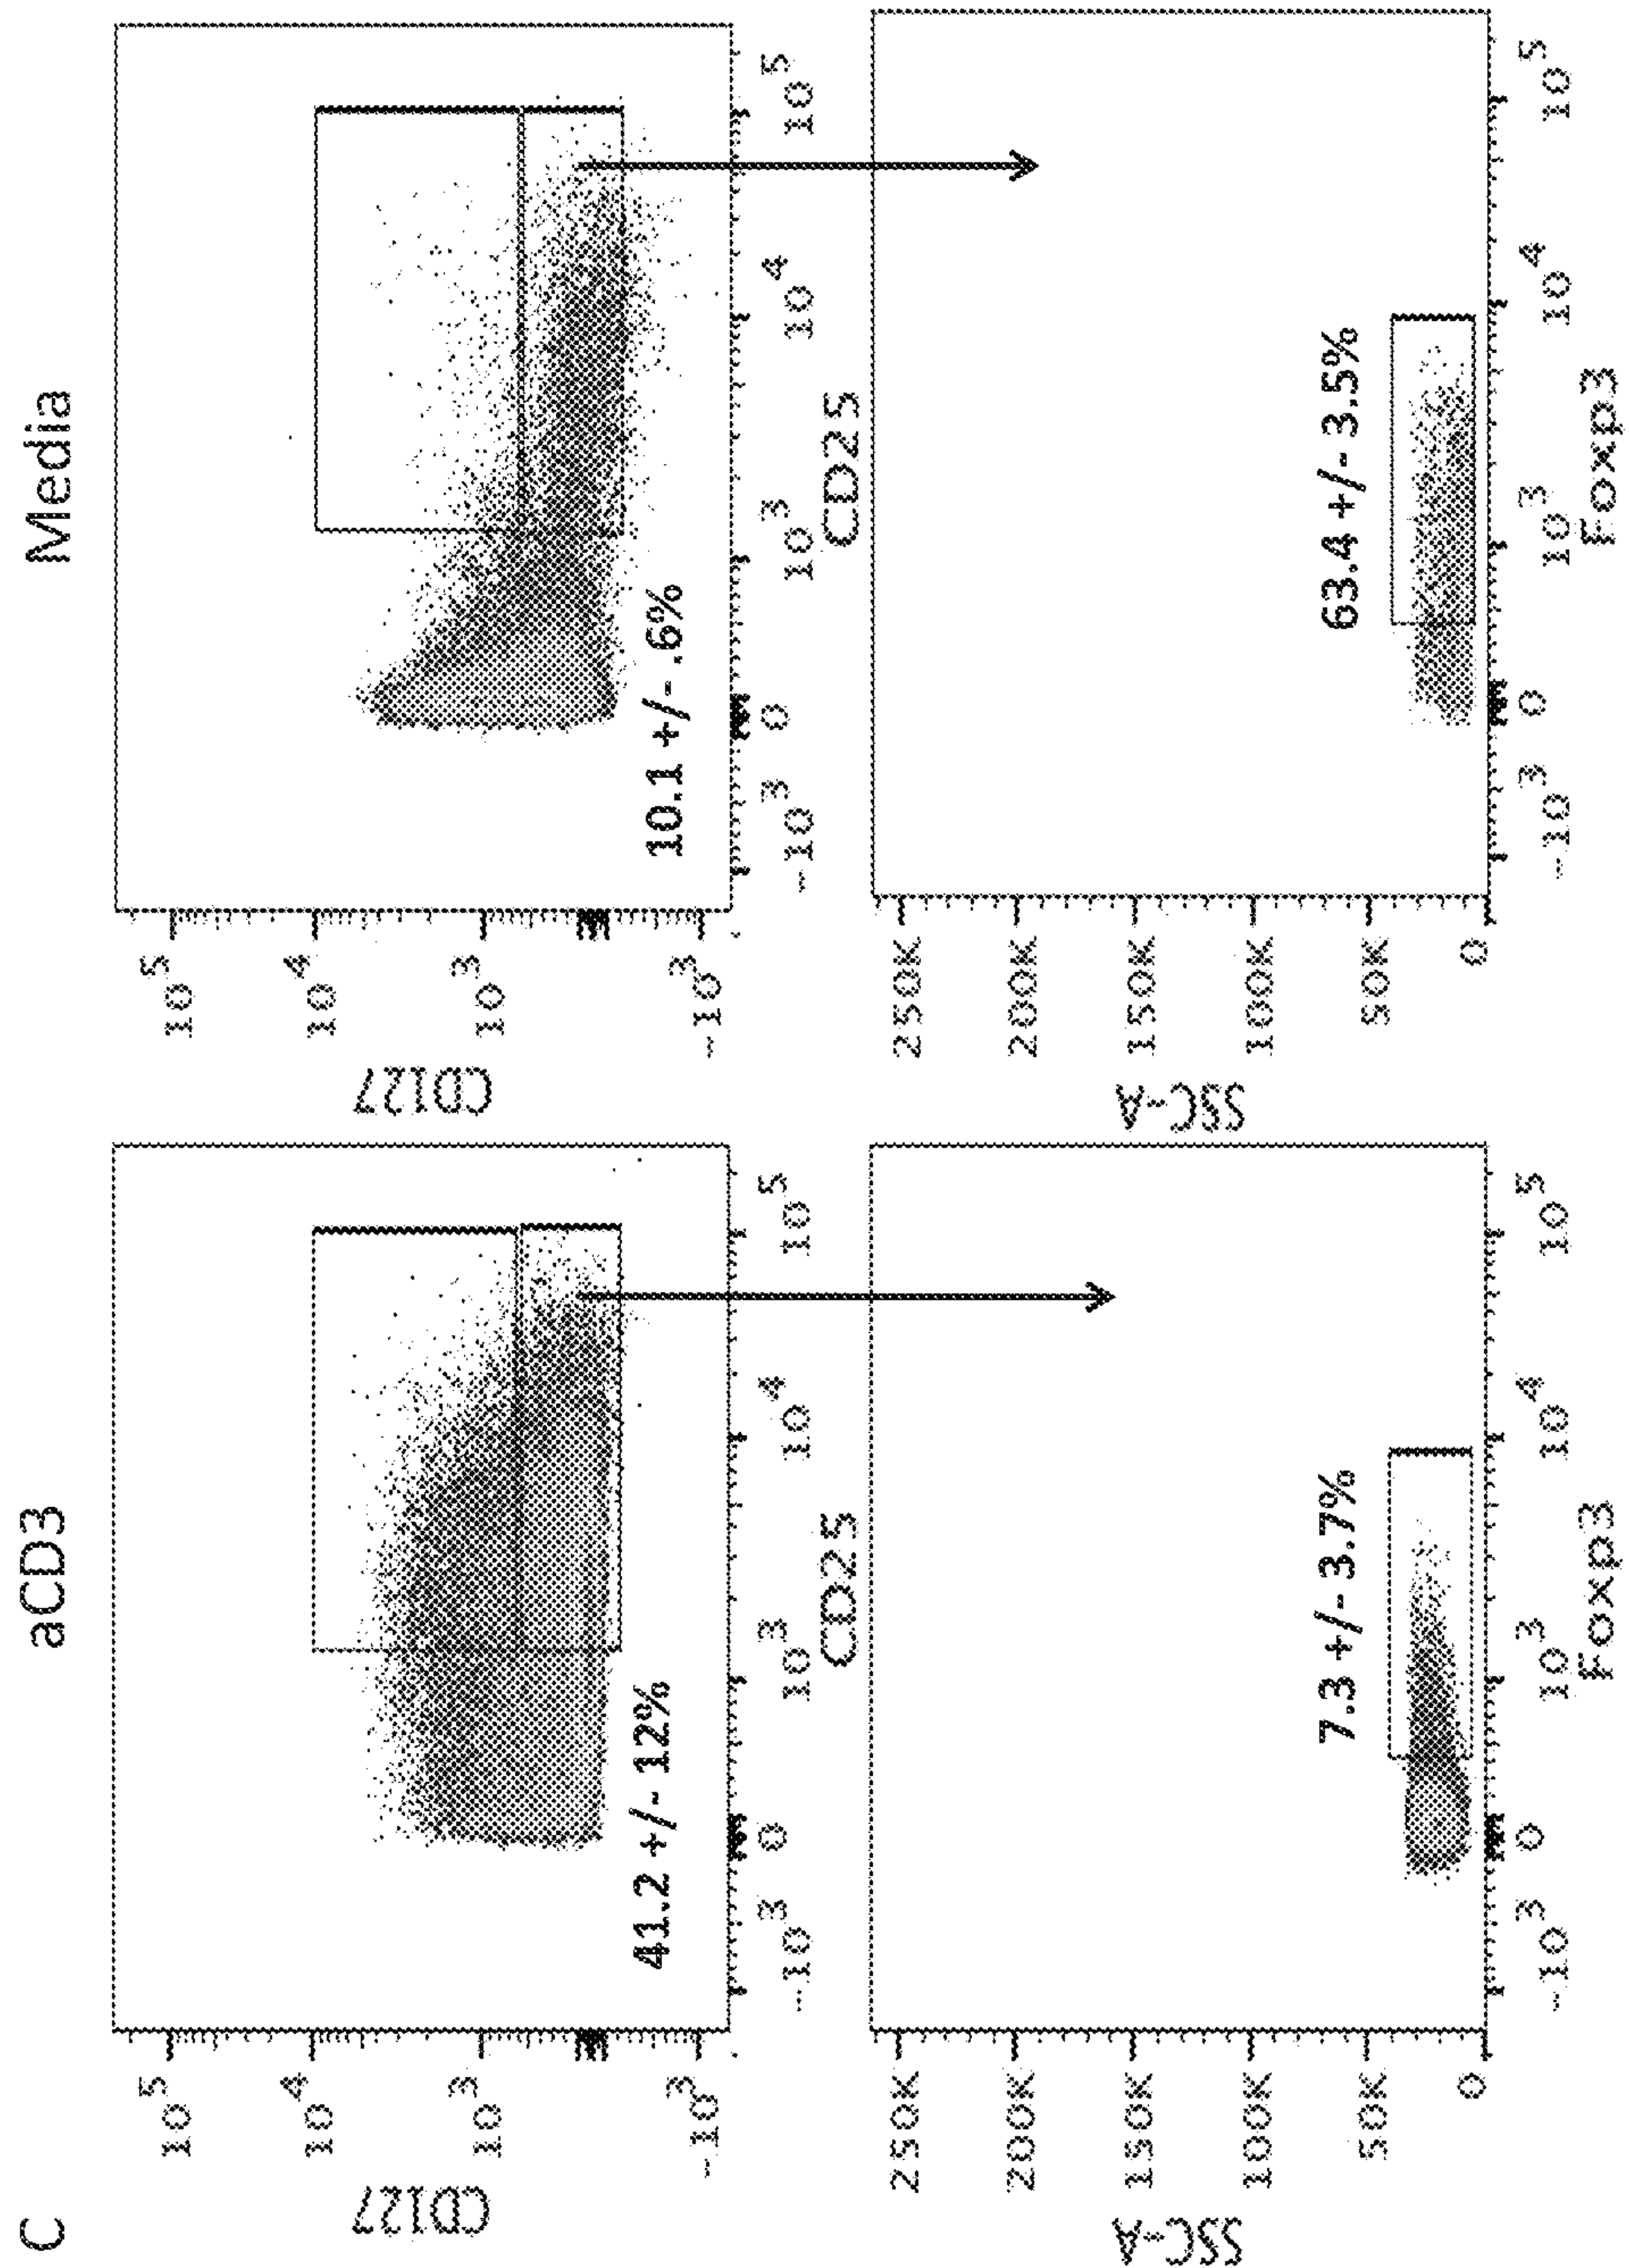 C
aCD3
Media
CD127
10^5
10^4
10^3
-10^3
41.2 +/- 12%
-10^3
0
10^3
10^4
10^5
CD25
CD127
10^5
10^4
10^3
-10^3
10.1 +/- .6%
-10^3
0
10^3
10^4
10^5
CD25
SSC-A
250K
200K
150K
100K
50K
0
7.3 +/- 3.7%
-10^3
0
10^3
10^4
10^5
Foxp3
SSC-A
250K
200K
150K
100K
50K
0
63.4 +/- 3.5%
-10^3
0
10^3
10^4
10^5
Foxp3